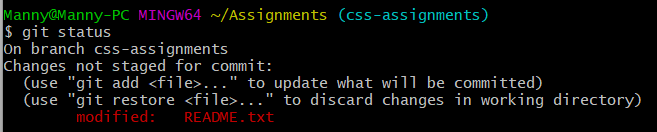 Manny@Manny-PC MINGW64 ~/Assignments (css-assignments)
$ git status
On branch css-assignments
Changes not staged for commit:
  (use "git add <file>..." to update what will be committed)
  (use "git restore <file>..." to discard changes in working directory)
        modified:   README.txt